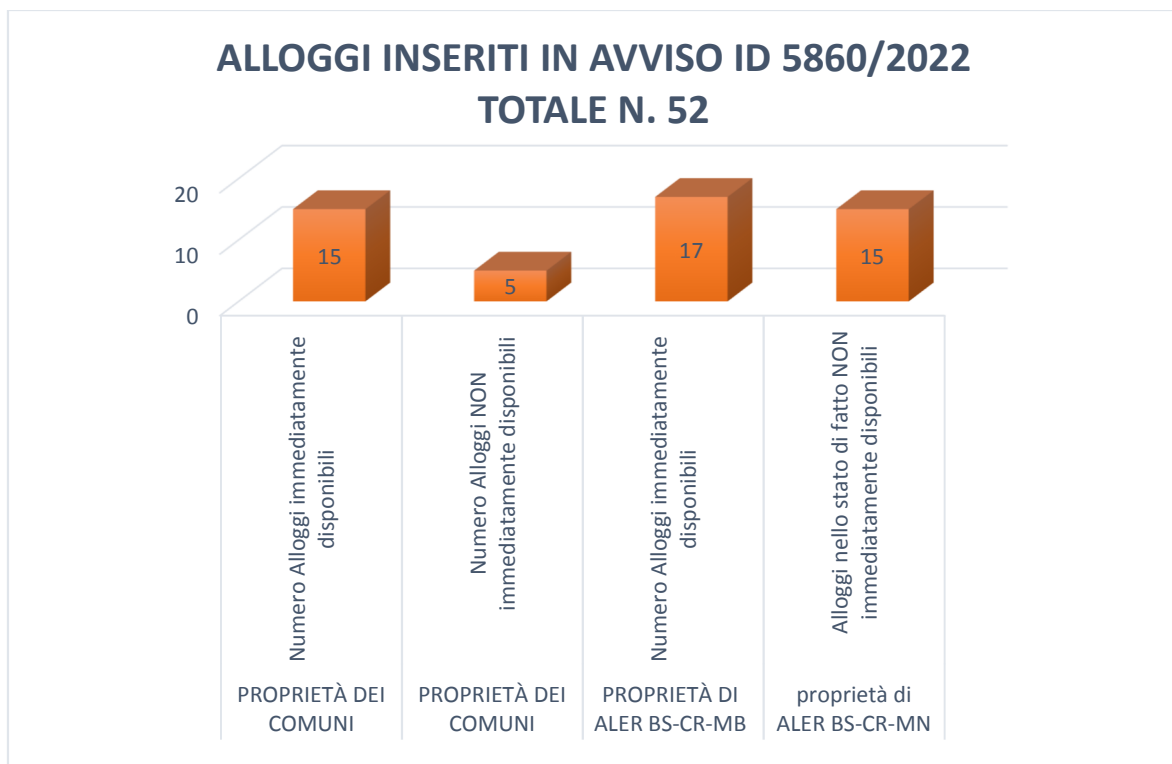 ALLOGGI INSERITI IN AVVISO ID 5860/2022
TOTALE N. 52
20
10
0
15
5
17
15
Numero Alloggi immediatamente
disponibili
Numero Alloggi NON
immediatamente disponibili
Numero Alloggi immediatamente
disponibili
Alloggi nello stato di fatto NON
immediatamente disponibili
PROPRIETÀ DEI
COMUNI
PROPRIETÀ DEI
COMUNI
PROPRIETÀ DI
ALER BS-CR-MB
proprietà di
ALER BS-CR-MN